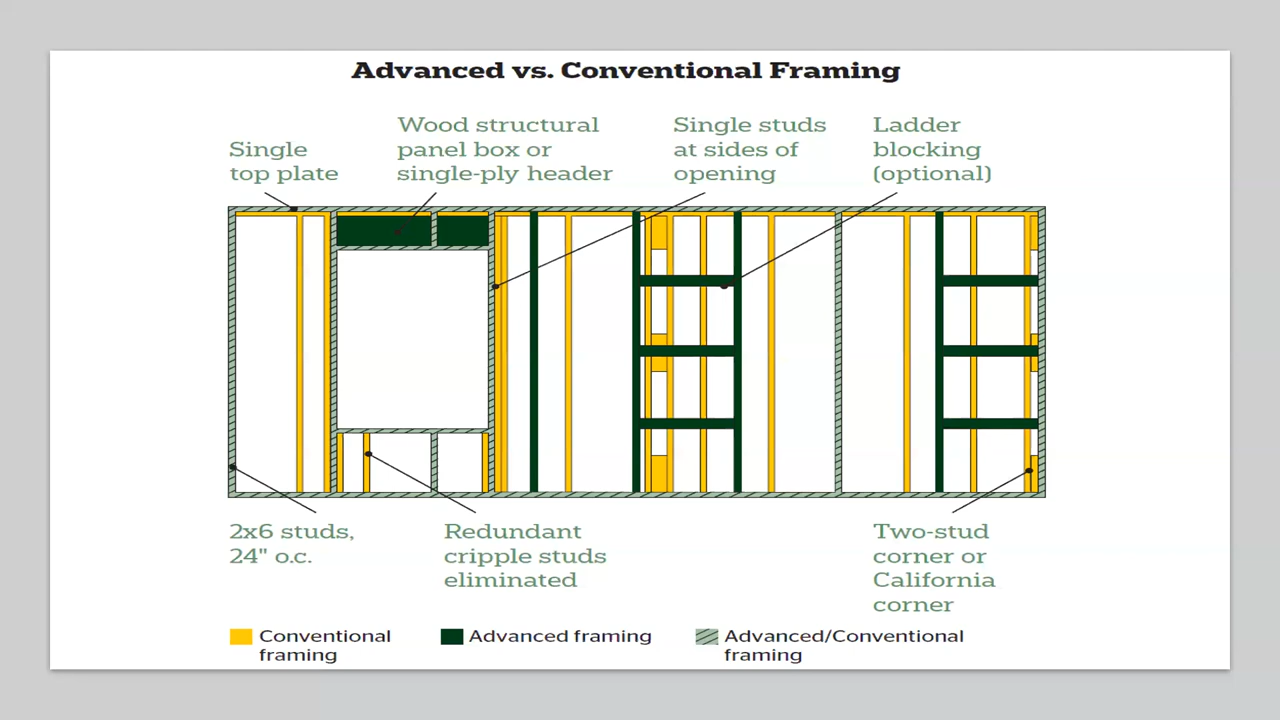 Advanced vs. Conventional Framing
Single
top plate
Wood structural
panel box or
single-ply header
Single studs
at sides of
opening
Ladder
blocking
(optional)
2x6 studs,
24" o.c.
Redundant
cripple studs
eliminated
Two-stud
corner or
California
corner
Conventional
framing
Advanced framing
Advanced/Conventional
framing